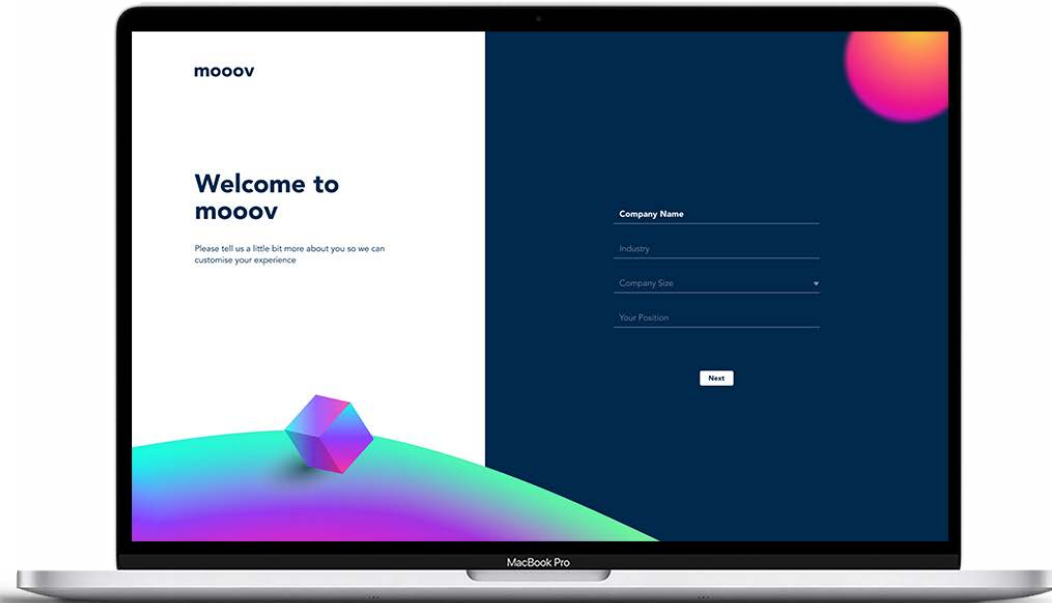 mooov
Welcome to
mooov
Please tell us a little bit more about you so we can
customise your experience
Company Name
Industry
Company Size
Your Position
Next
MacBook Pro